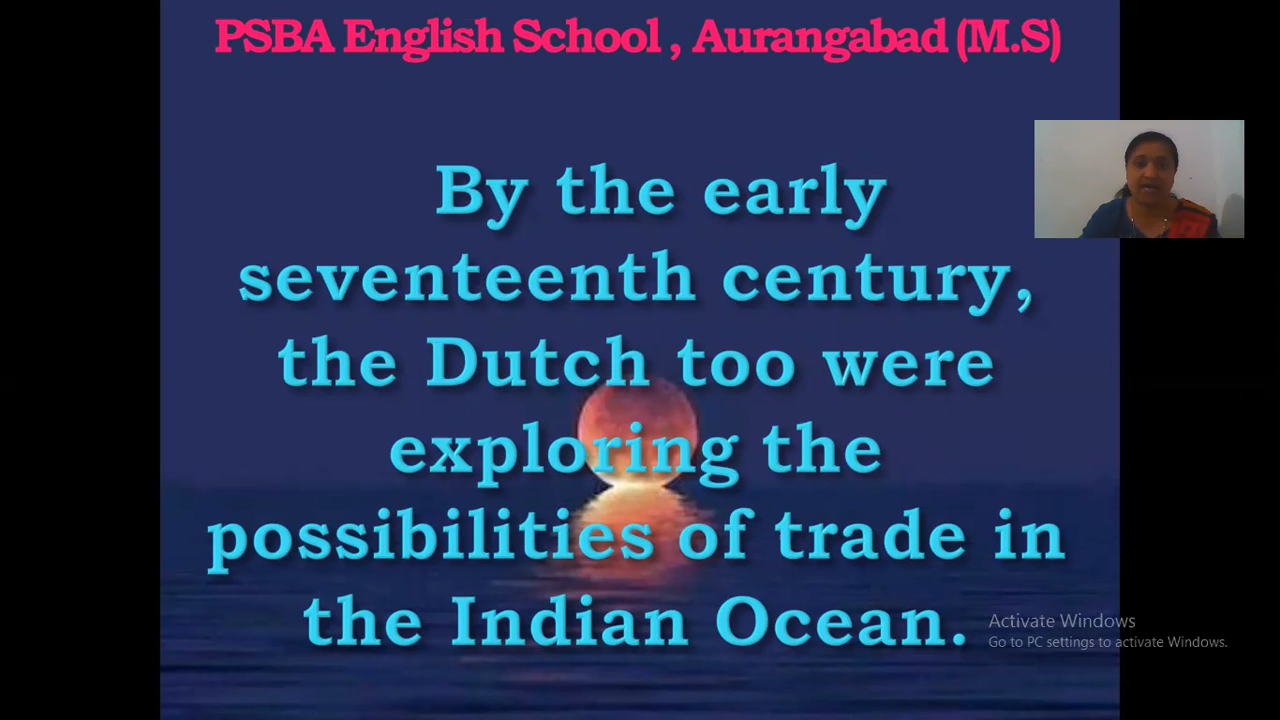 PSBA English School , Aurangabad (M.S)
By the early
seventeenth century,
the Dutch too were
exploring the
possibilities of trade in
the Indian Ocean.
Activate Windows
Go to PC settings to activate Windows.